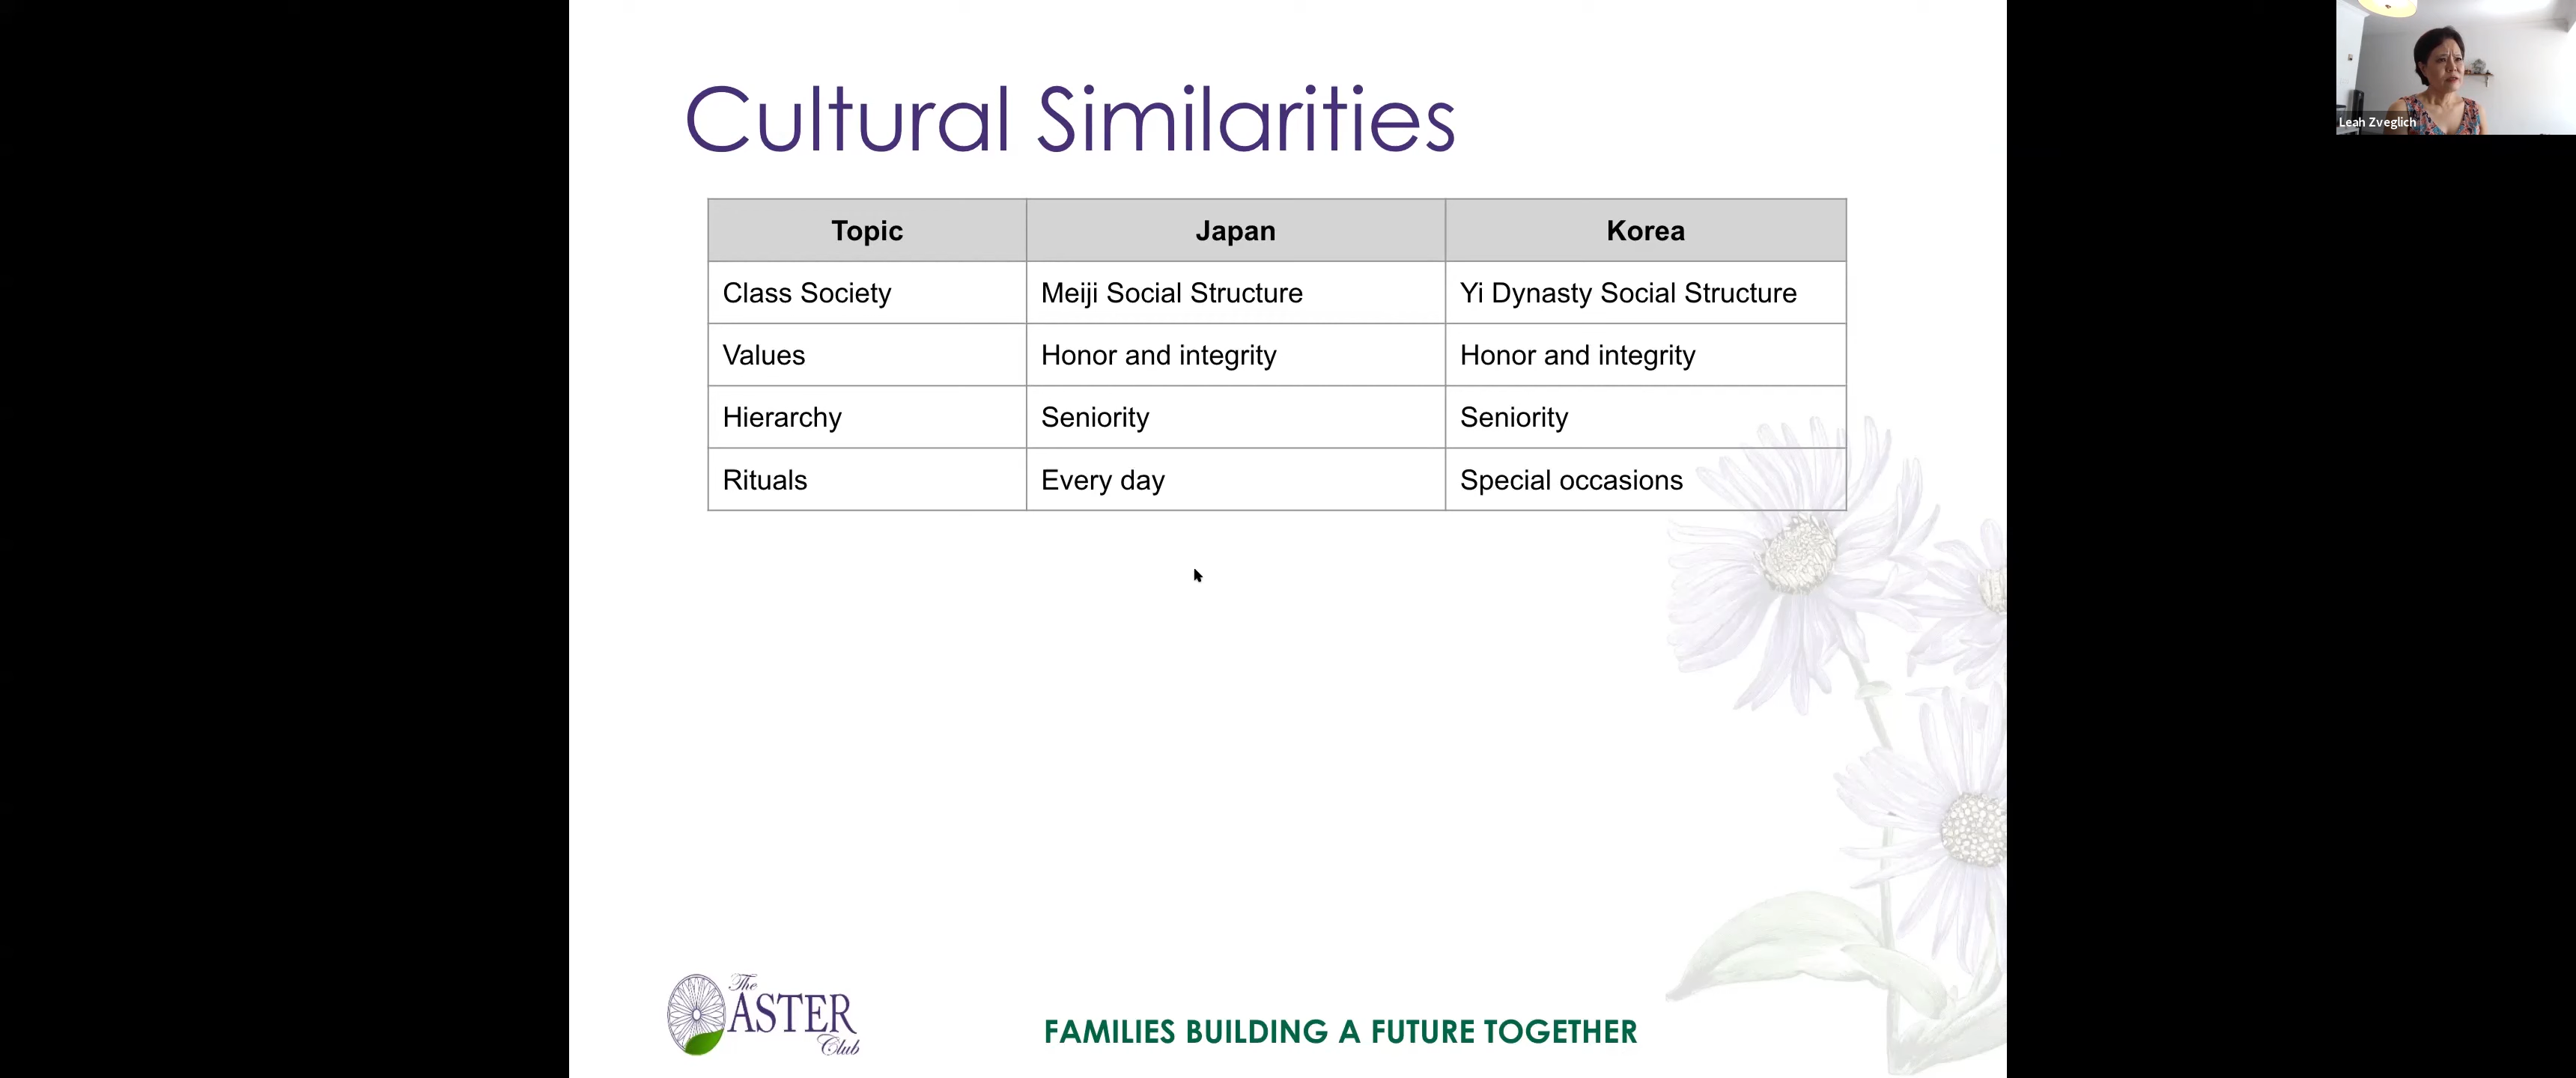 Cultural Similarities
Topic Japan Korea
Class Society Meiji Social Structure Yi Dynasty Social Structure
Values Honor and integrity Honor and integrity
Hierarchy Seniority Seniority
Rituals Every day Special occasions
The
ASTER
Club
FAMILIES BUILDING A FUTURE TOGETHER
Leah Zveglich